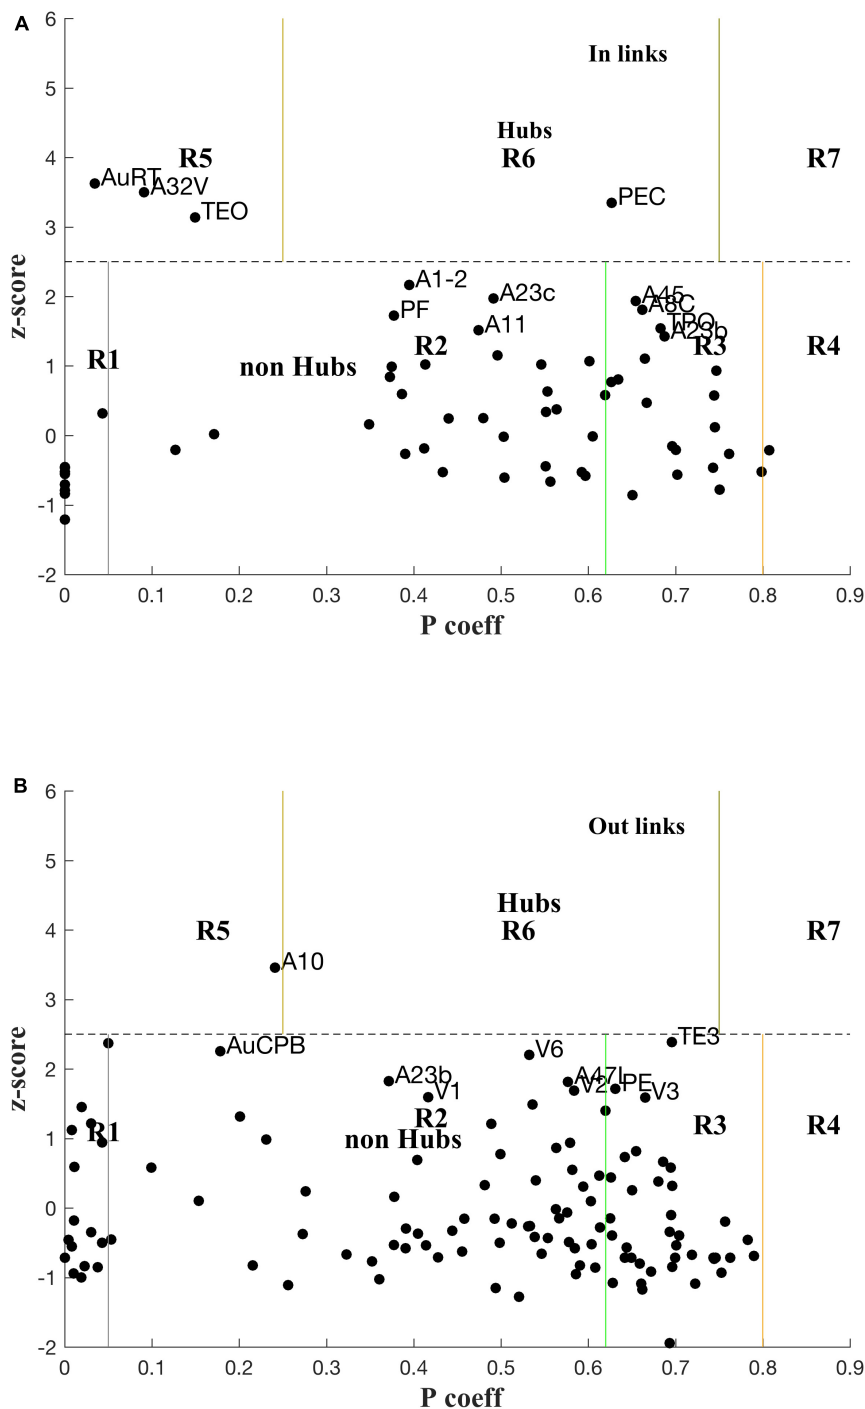 A
6
In links
5
Hubs
4
R5
R6
R7
AuRT
A32V
PEC
TEO
3
z-score
A1-2
A23c
A45
2
A8C
PF
A11
TPO
A23b
R1
R2
R3
R4
1
non Hubs
0
-1
-2
0 0.1 0.2 0.3 0.4 0.5 0.6 0.7 0.8 0.9
P coeff
B
6
Out links
5
Hubs
4
R5
R6
R7
A10
3
z-score
TE3
AuCPB
V6
2
A23b
A47L
V1
V2
PE
V3
R1
R2
R3
R4
1
non Hubs
0
-1
-2
0 0.1 0.2 0.3 0.4 0.5 0.6 0.7 0.8 0.9
P coeff